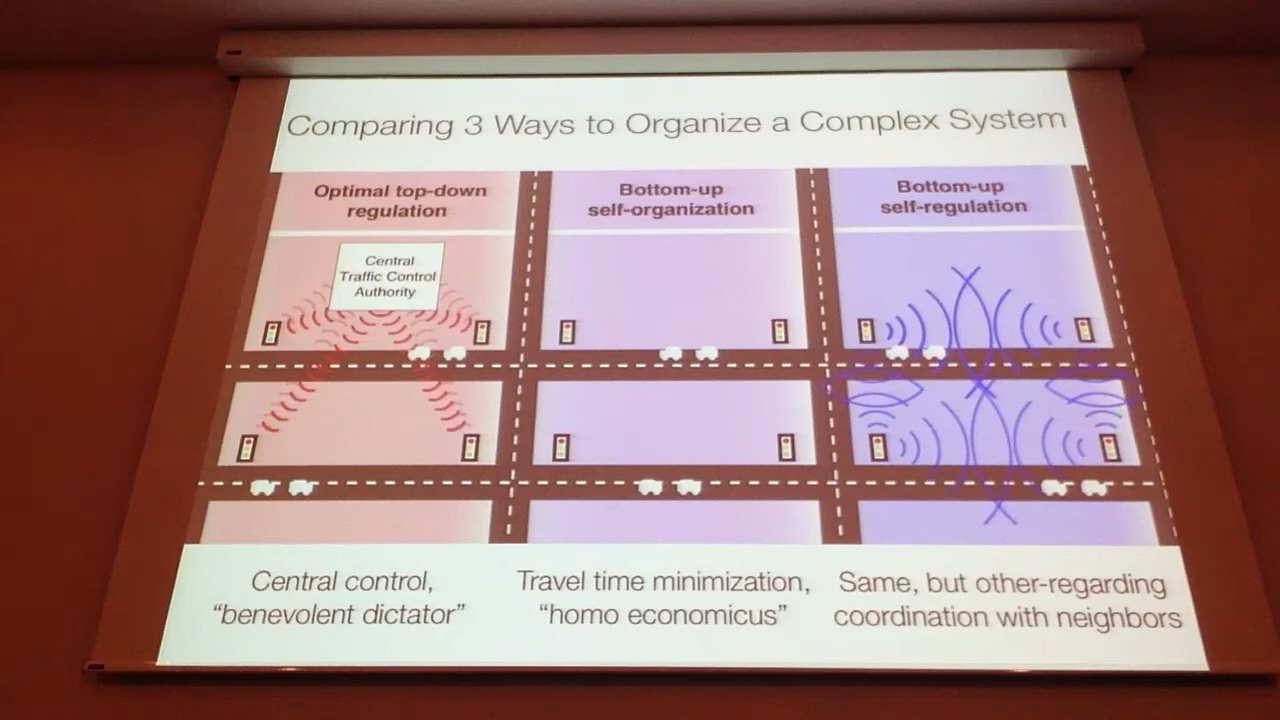 Comparing 3 Ways to Organize a Complex System
Optimal top-down
regulation
Central
Traffic Control
Authority
Bottom-up
self-organization
Bottom-up
self-regulation
Central control,
“benevolent dictator”
Travel time minimization,
“homo economicus”
Same, but other-regarding
coordination with neighbors